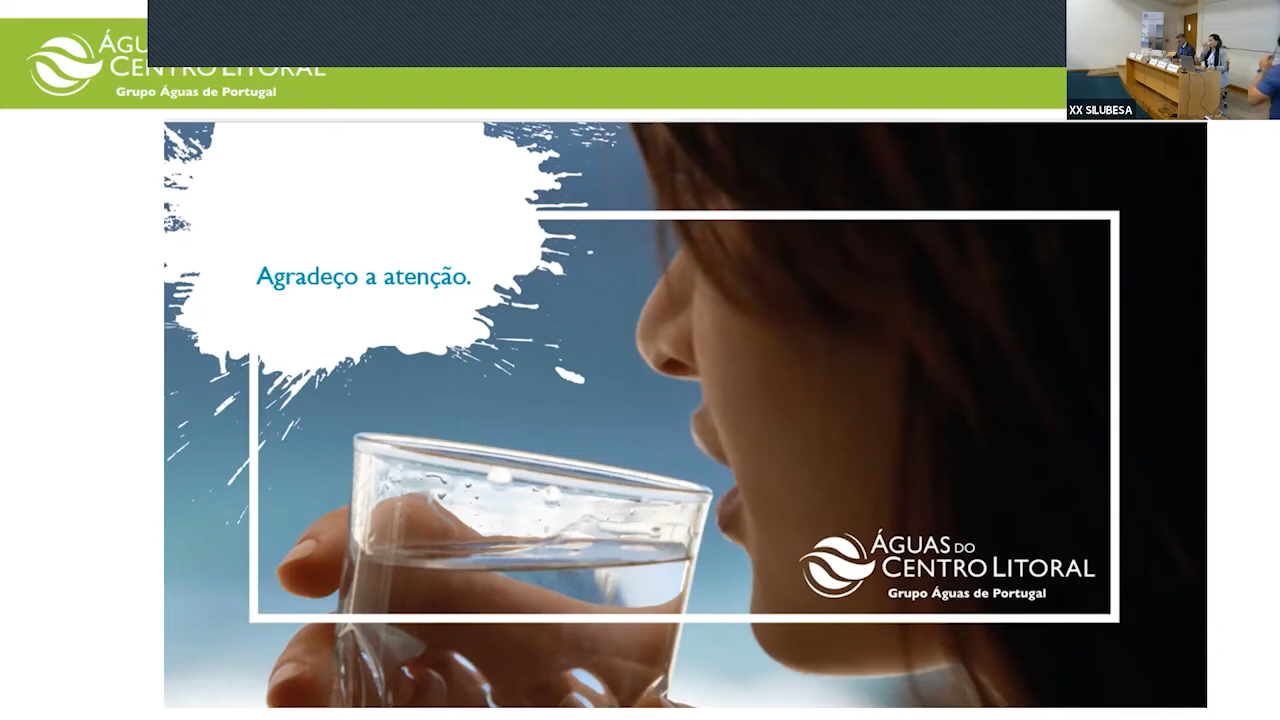 CENTRO LITORAL
Grupo Águas de Portugal
XX SILUBESA
Agradeço a atenção.
ÁGUAS DO
CENTRO LITORAL
Grupo Águas de Portugal